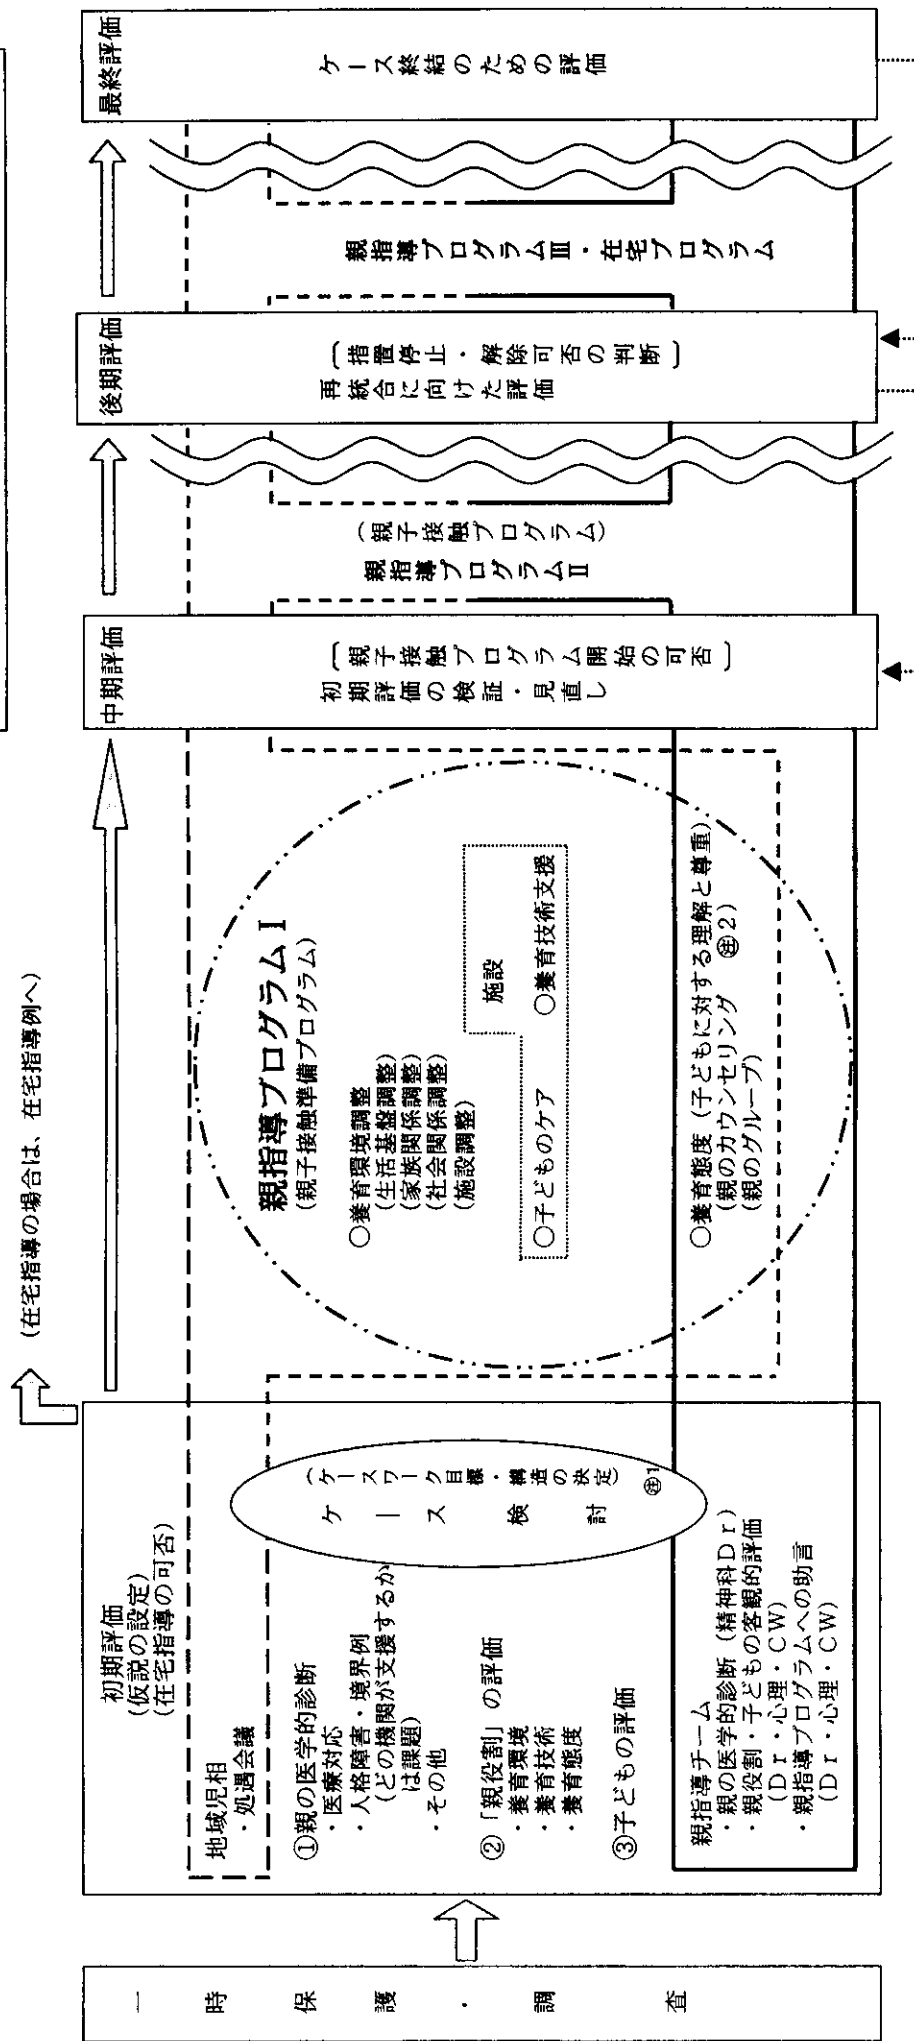 一時保護・調査
(在宅指導の場合は、在宅指導例へ)
初期評価
(仮説の設定)
(在宅指導の可否)
地域児相
・処遇会議
①親の医学的診断
・医療対応
・人格障害・境界例
(どの機関が支援するか
は課題)
・その他
②「親役割」の評価
・養育環境
・養育技術
・養育態度
③子どもの評価
親指導チーム
・親の医学的診断(精神科Dr)
・親役割・子どもの客観的評価
(Dr・心理・CW)
・親指導プログラムへの助言
(Dr・心理・CW)
ケース検討
(ケースワーク目標・構造の決定)
注1
親指導プログラムⅠ
(親子接触準備プログラム)
○養育環境調整
(生活基盤調整)
(家族関係調整)
(社会関係調整)
(施設調整)
施設
○子どものケア ○養育技術支援
○養育態度(子どもに対する理解と尊重)
(親のカウンセリング 注2)
(親のグループ)
中期評価
初期評価の検証・見直し
〔親子接触プログラム開始の可否〕
親指導プログラムⅡ
(親子接触プログラム)
後期評価
再統合に向けた評価
〔措置停止・解除可否の判断〕
親指導プログラムⅢ・在宅プログラム
最終評価
ケース終結のための評価